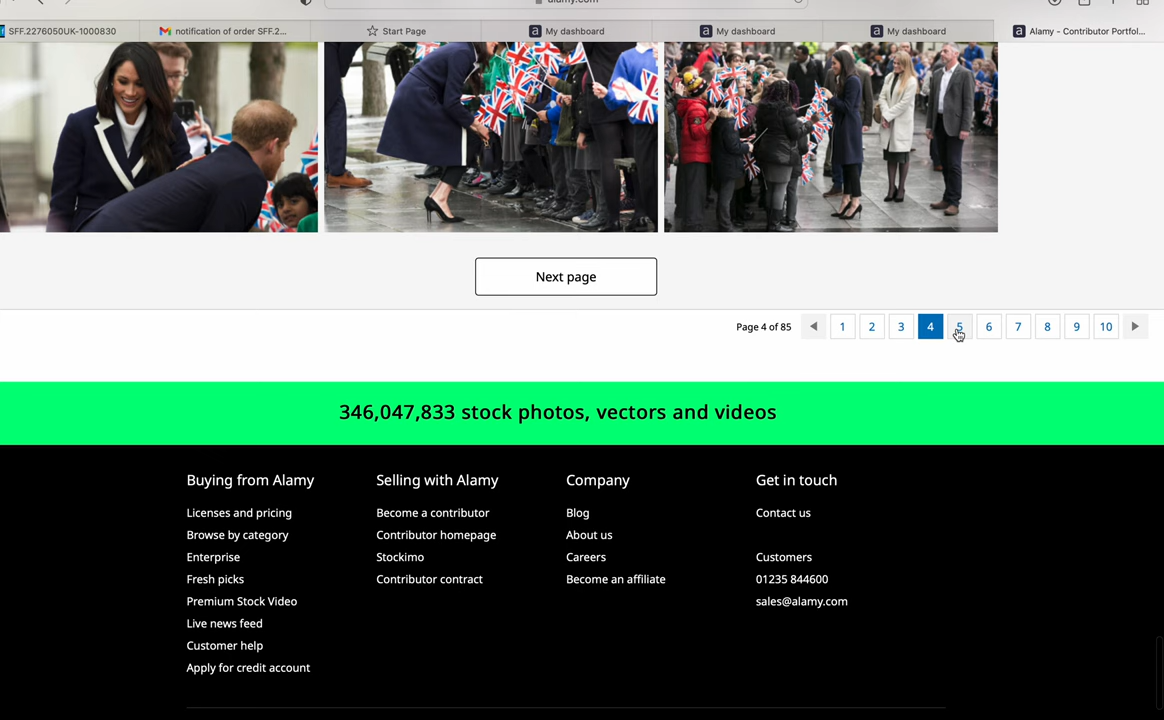 alamy.com
SFF.2276050UK-1000830
notification of order SFF.2...
Start Page
a My dashboard
a My dashboard
a My dashboard
a Alamy - Contributor Portfol...
Next page
Page 4 of 85 1 2 3 4 5 6 7 8 9 10
346,047,833 stock photos, vectors and videos
Buying from Alamy
Licenses and pricing
Browse by category
Enterprise
Fresh picks
Premium Stock Video
Live news feed
Customer help
Apply for credit account
Selling with Alamy
Become a contributor
Contributor homepage
Stockimo
Contributor contract
Company
Blog
About us
Careers
Become an affiliate
Get in touch
Contact us
Customers
01235 844600
sales@alamy.com